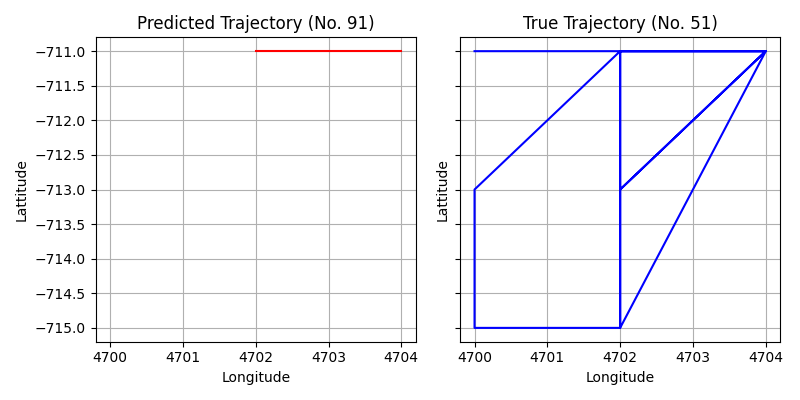 Predicted Trajectory (No. 91)
True Trajectory (No. 51)
−711.0
−711.5
−712.0
−712.5
−713.0
−713.5
−714.0
−714.5
−715.0
Lattitude
4700 4701 4702 4703 4704
Longitude
Lattitude
4700 4701 4702 4703 4704
Longitude